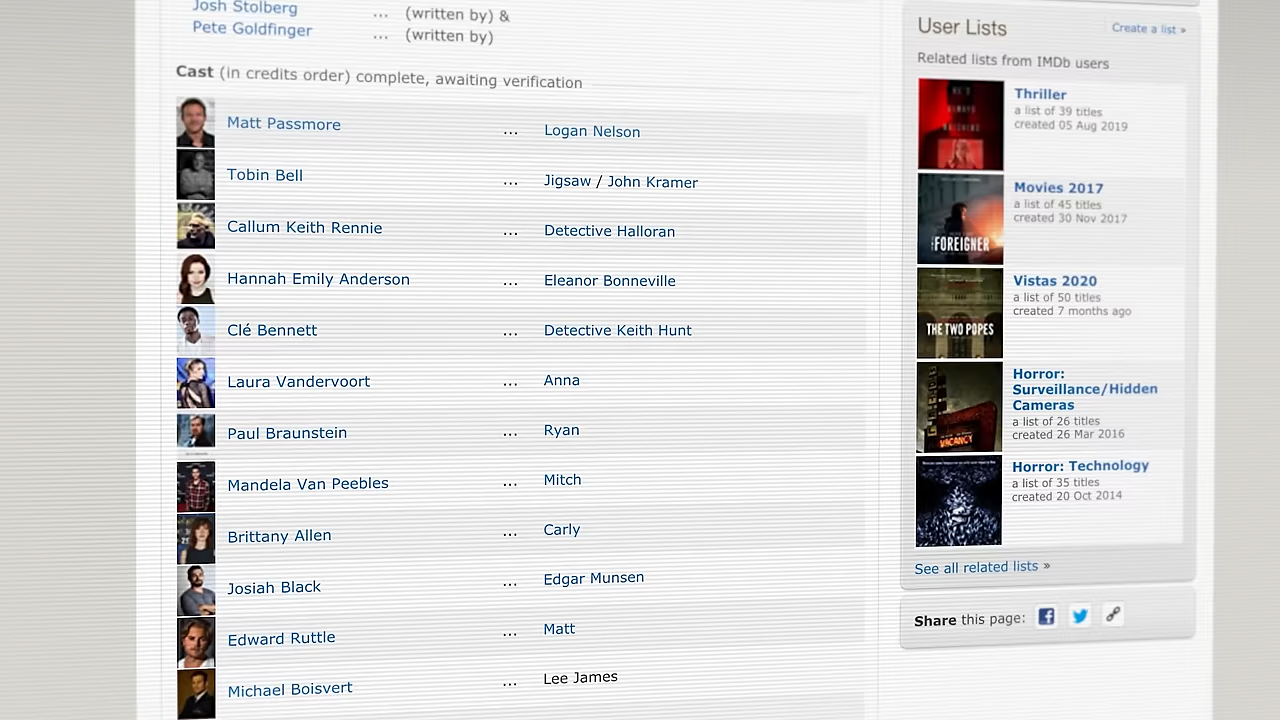 Josh Stolberg ... (written by) &
Pete Goldfinger ... (written by)
Cast (in credits order) complete, awaiting verification
Matt Passmore ... Logan Nelson
Tobin Bell ... Jigsaw / John Kramer
Callum Keith Rennie ... Detective Halloran
Emily Anderson ... Eleanor Bonneville
Clé Bennett ... Detective Keith Hunt
Laura Vandervoort ... Anna
Paul Braunstein ... Ryan
Mandela Van Peebles ... Mitch
Brittany Allen ... Carly
Josiah Black ... Edgar Munsen
Edward Ruttle ... Matt
Michael Boisvert ... Lee James
User Lists
Create a list »
Related lists from IMDb users
HE'S
ALWAYS
WATCHING
Thriller
a list of 39 titles
created 05 Aug 2019
FOREIGNER
Movies 2017
a list of 45 titles
created 30 Nov 2017
THE TWO POPES
Vistas 2020
a list of 50 titles
created 7 months ago
VACANCY
Horror:
Surveillance/Hidden
Cameras
a list of 26 titles
created 26 Mar 2016
Horror: Technology
a list of 35 titles
created 20 Oct 2014
See all related lists »
Share this page: